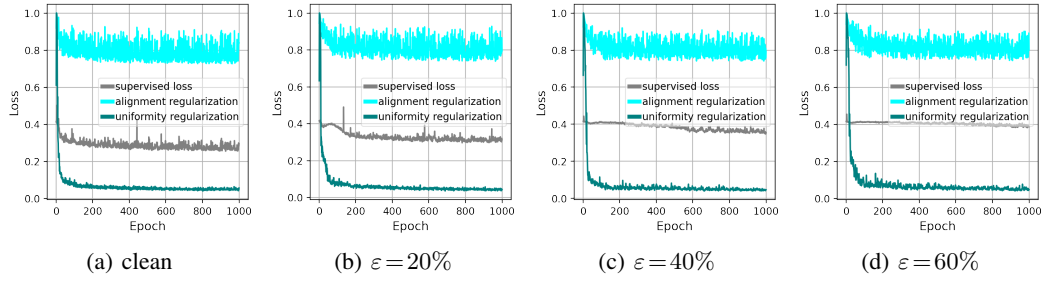 1.0
0.8
0.6
0.4
0.2
0.0
Loss
supervised loss
alignment regularization
uniformity regularization
0 200 400 600 800 1000
Epoch
(a) clean
1.0
0.8
0.6
0.4
0.2
0.0
Loss
supervised loss
alignment regularization
uniformity regularization
0 200 400 600 800 1000
Epoch
(b) ε=20%
1.0
0.8
0.6
0.4
0.2
0.0
Loss
supervised loss
alignment regularization
uniformity regularization
0 200 400 600 800 1000
Epoch
(c) ε=40%
1.0
0.8
0.6
0.4
0.2
0.0
Loss
supervised loss
alignment regularization
uniformity regularization
0 200 400 600 800 1000
Epoch
(d) ε=60%